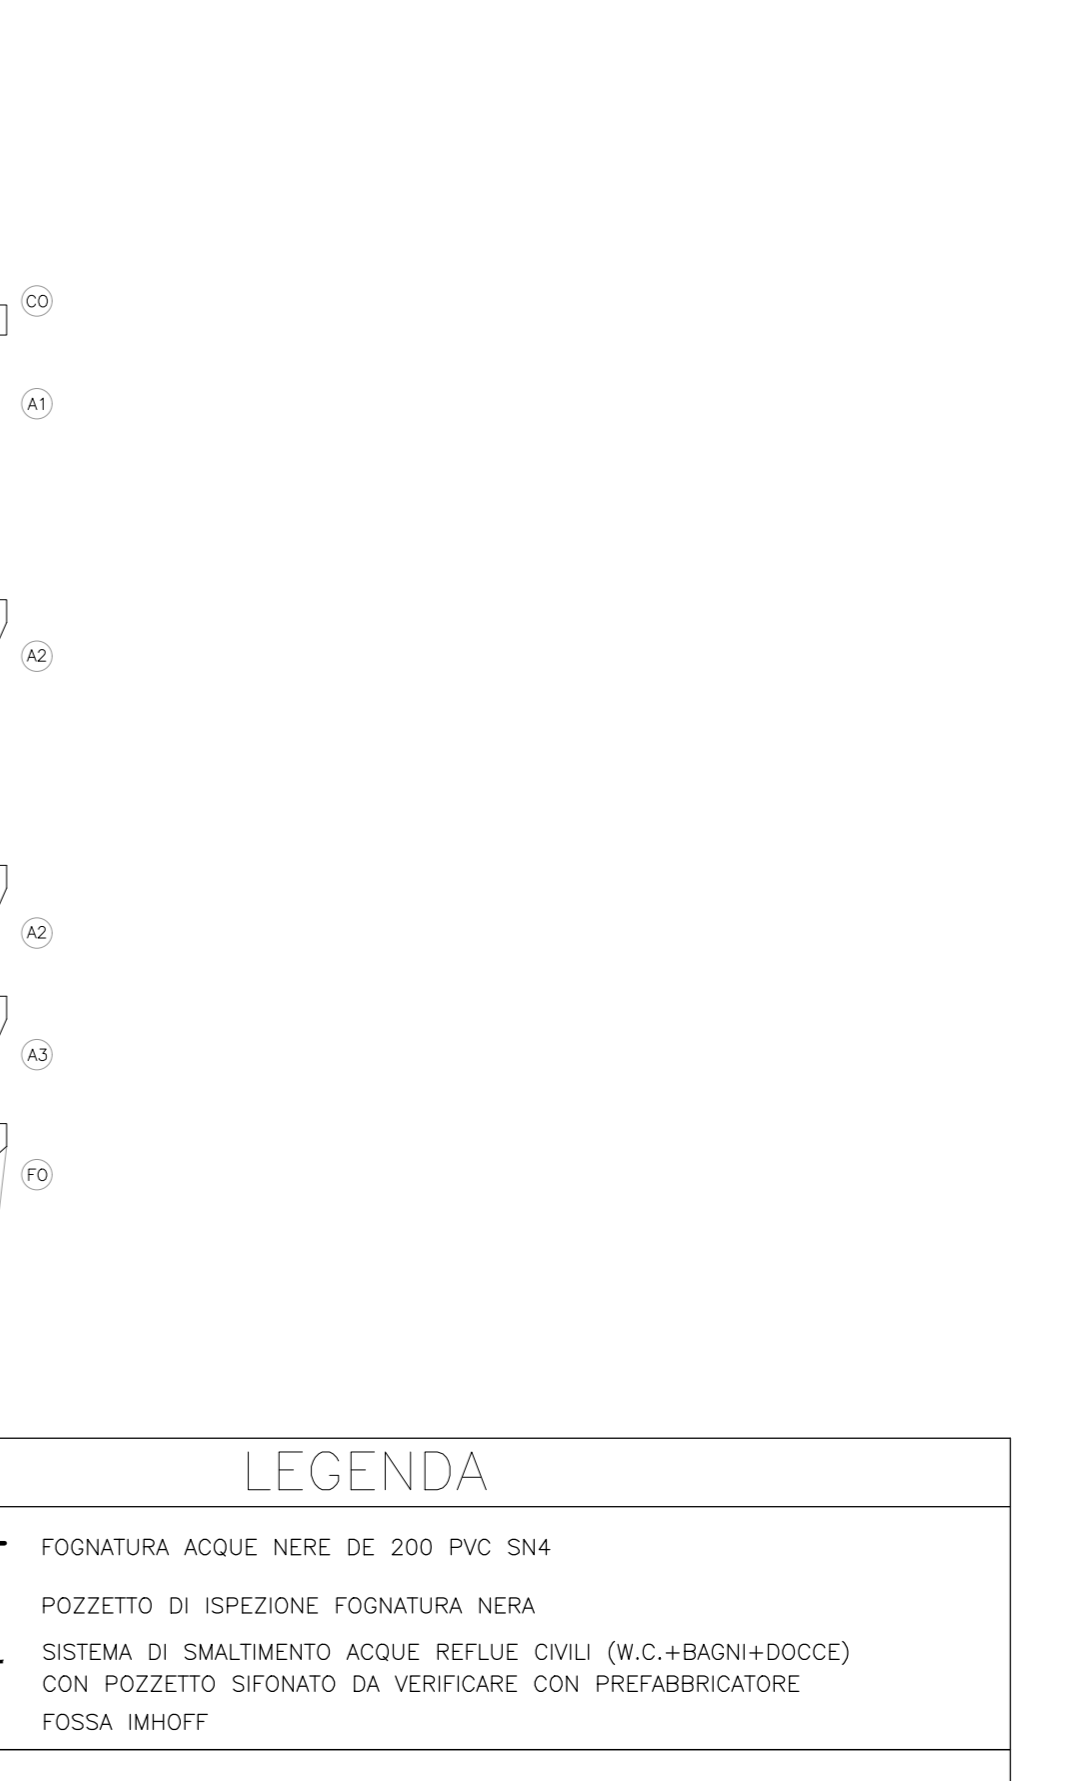 CO
A1
A2
A2
A3
FO
LEGENDA
FOGNATURA ACQUE NERE DE 200 PVC SN4
POZZETTO DI ISPEZIONE FOGNATURA NERA
SISTEMA DI SMALTIMENTO ACQUE REFLUE CIVILI (W.C.+BAGNI+DOCCE)
CON POZZETTO SIFONATO DA VERIFICARE CON PREFABBRICATORE
FOSSA IMHOFF